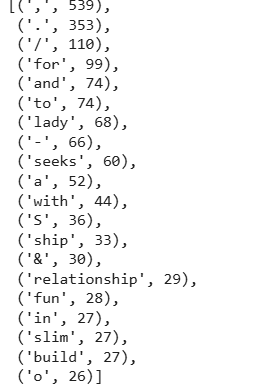 [(',', 539),
('.', 353),
('/', 110),
('for', 99),
('and', 74),
('to', 74),
('lady', 68),
('-', 66),
('seeks', 60),
('a', 52),
('with', 44),
('S', 36),
('ship', 33),
('&', 30),
('relationship', 29),
('fun', 28),
('in', 27),
('slim', 27),
('build', 27),
('o', 26)]